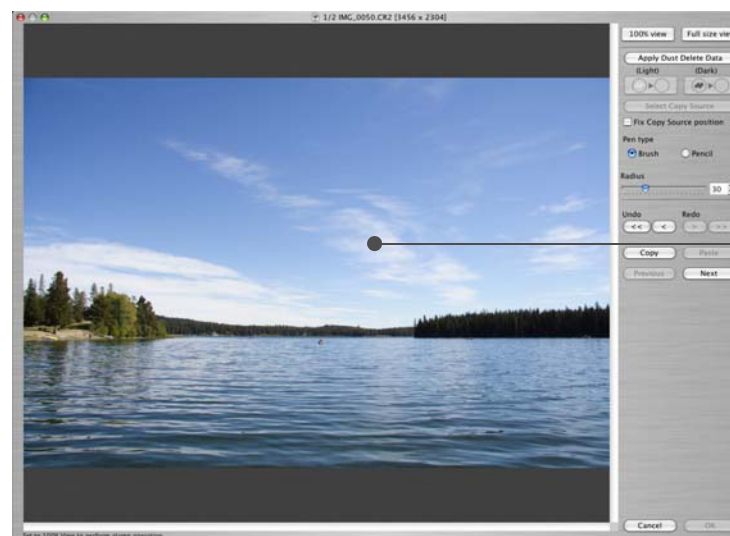 1/2 IMG_0050.CR2 [3456 x 2304]
100% view Full size vie
Apply Dust Delete Data
(Light) (Dark)
Select Copy Source
Fix Copy Source position
Pen type
Brush Pencil
Radius
30
Undo Redo
<< < > >>
Copy Paste
Previous Next
Cancel OK